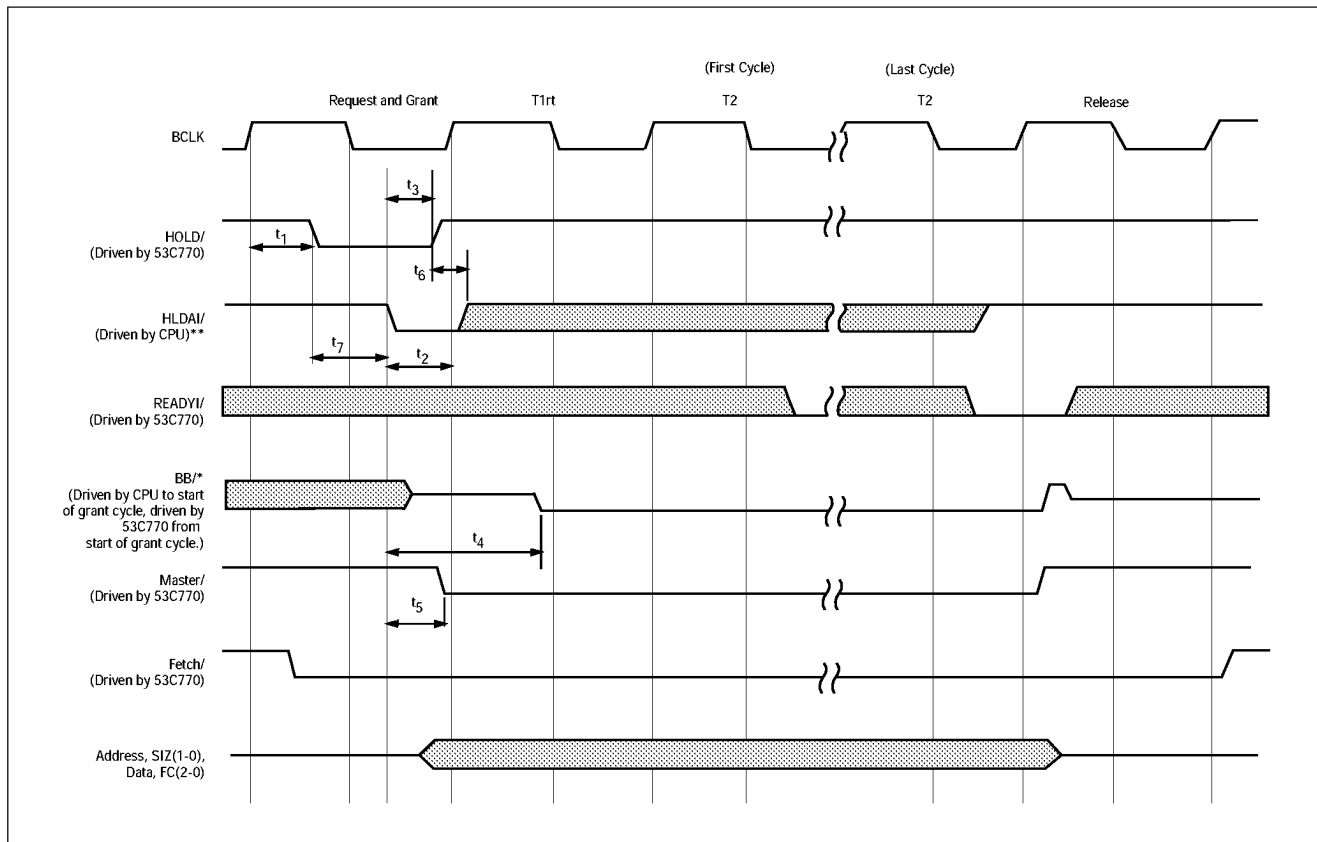 (First Cycle)
(Last Cycle)
Request and Grant
T1rt
T2
T2
Release
BCLK
t3
HOLD/
(Driven by 53C770)
t1
t6
HLDAI/
(Driven by CPU)**
t7
t2
READYI/
(Driven by 53C770)
BB/*
(Driven by CPU to start
of grant cycle, driven by
53C770 from
start of grant cycle.)
t4
Master/
(Driven by 53C770)
t5
Fetch/
(Driven by 53C770)
Address, SIZ(1-0),
Data, FC(2-0)